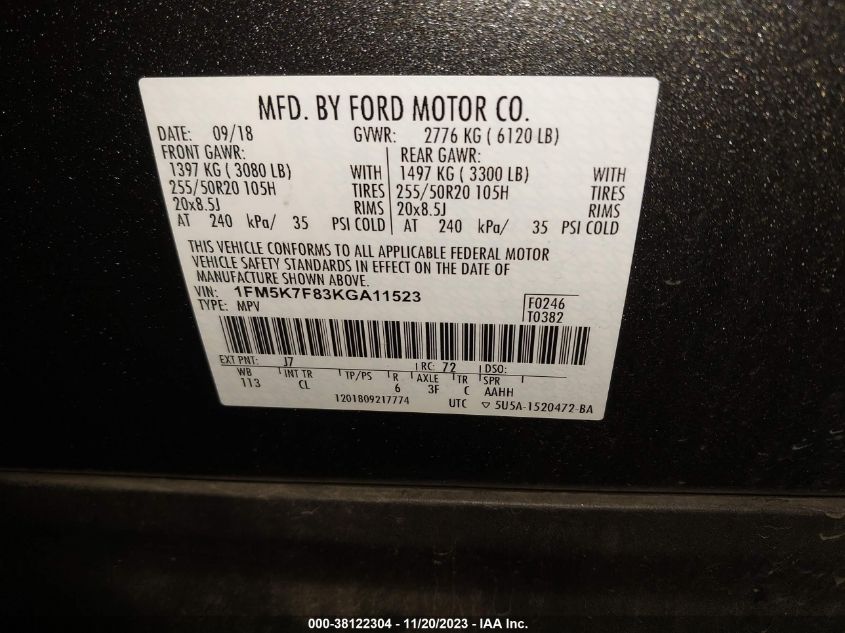 MFD. BY FORD MOTOR CO.
DATE: 09/18 GVWR: 2776 KG ( 6120 LB)
FRONT GAWR: REAR GAWR:
1397 KG ( 3080 LB) WITH 1497 KG ( 3300 LB) WITH
255/50R20 105H TIRES 255/50R20 105H TIRES
20x8.5J RIMS 20x8.5J RIMS
AT 240 kPa/ 35 PSI COLD AT 240 kPa/ 35 PSI COLD
THIS VEHICLE CONFORMS TO ALL APPLICABLE FEDERAL MOTOR
VEHICLE SAFETY STANDARDS IN EFFECT ON THE DATE OF
MANUFACTURE SHOWN ABOVE.
VIN: 1FM5K7F83KGA11523 F0246
TYPE: MPV T0382
EXT PNT: J7 RC: 72 DSO:
WB INT TR TP/PS R AXLE TR SPR
113 CL 6 3F C AAHH
1201809217774 UTC ▽ 5U5A-1520472-BA
000-38122304 - 11/20/2023 - IAA Inc.